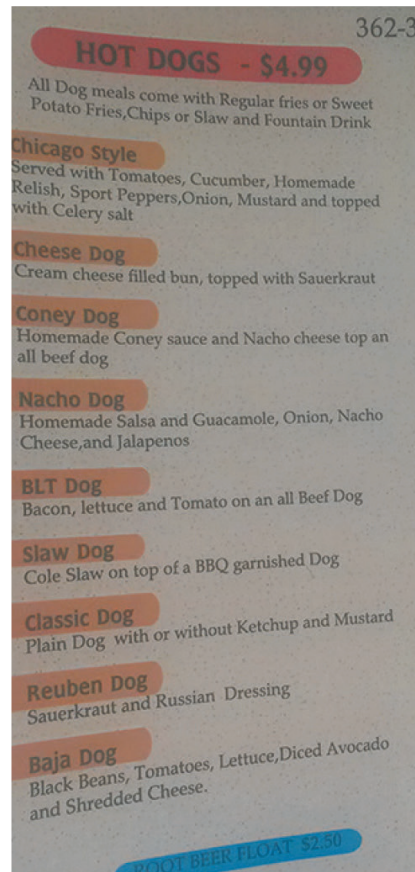 362-3
HOT DOGS - $4.99
All Dog meals come with Regular fries or Sweet
Potato Fries,Chips or Slaw and Fountain Drink
Chicago Style
Served with Tomatoes, Cucumber, Homemade
Relish, Sport Peppers,Onion, Mustard and topped
with Celery salt
Cheese Dog
Cream cheese filled bun, topped with Sauerkraut
Coney Dog
Homemade Coney sauce and Nacho cheese top an
all beef dog
Nacho Dog
Homemade Salsa and Guacamole, Onion, Nacho
Cheese,and Jalapenos
BLT Dog
Bacon, lettuce and Tomato on an all Beef Dog
Slaw Dog
Cole Slaw on top of a BBQ garnished Dog
Classic Dog
Plain Dog with or without Ketchup and Mustard
Reuben Dog
Sauerkraut and Russian Dressing
Baja Dog
Black Beans, Tomatoes, Lettuce,Diced Avocado
and Shredded Cheese.
ROOT BEER FLOAT $2.50